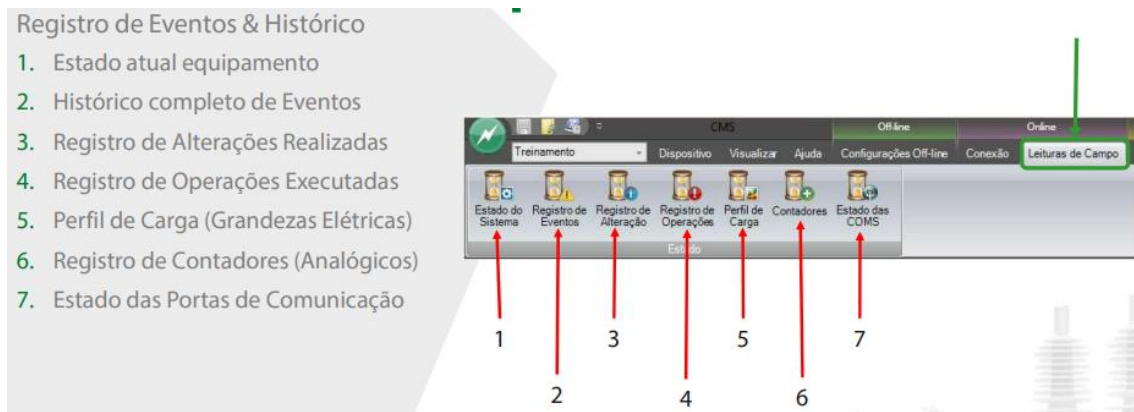 Registro de Eventos & Histórico
1. Estado atual equipamento
2. Histórico completo de Eventos
3. Registro de Alterações Realizadas
4. Registro de Operações Executadas
5. Perfil de Carga (Grandezas Elétricas)
6. Registro de Contadores (Analógicos)
7. Estado das Portas de Comunicação
CMS Off-line Online
Treinamento Dispositivo Visualizar Ajuda Configurações Off-line Conexão Leituras de Campo
Estado do Registro de Registro de Registro de Perfil de Contadores Estado das
Sistema Eventos Alteração Operações Carga COMS
Estado
1 3 5 7
2 4 6